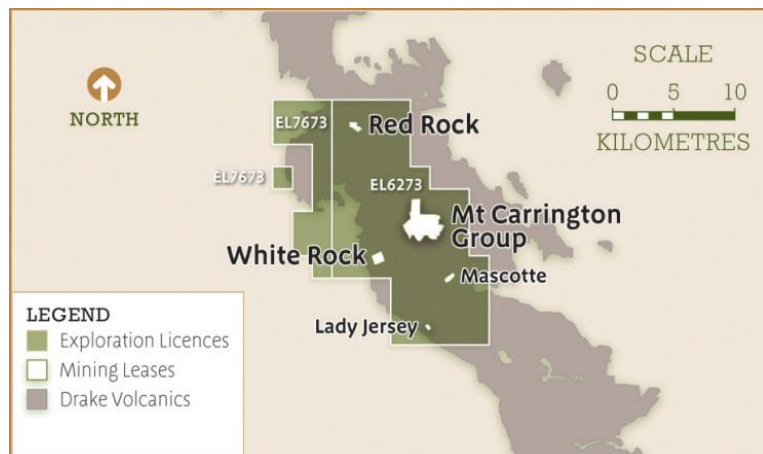 SCALE
0 5 10
KILOMETRES
NORTH
EL7673
Red Rock
EL7673
EL6273
Mt Carrington
Group
White Rock
Mascotte
Lady Jersey
LEGEND
Exploration Licences
Mining Leases
Drake Volcanics